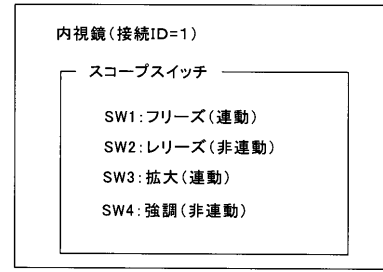 内視鏡(接続ID=1)
スコープスイッチ
SW1:フリーズ(連動)
SW2:レリーズ(非連動)
SW3:拡大(連動)
SW4:強調(非連動)